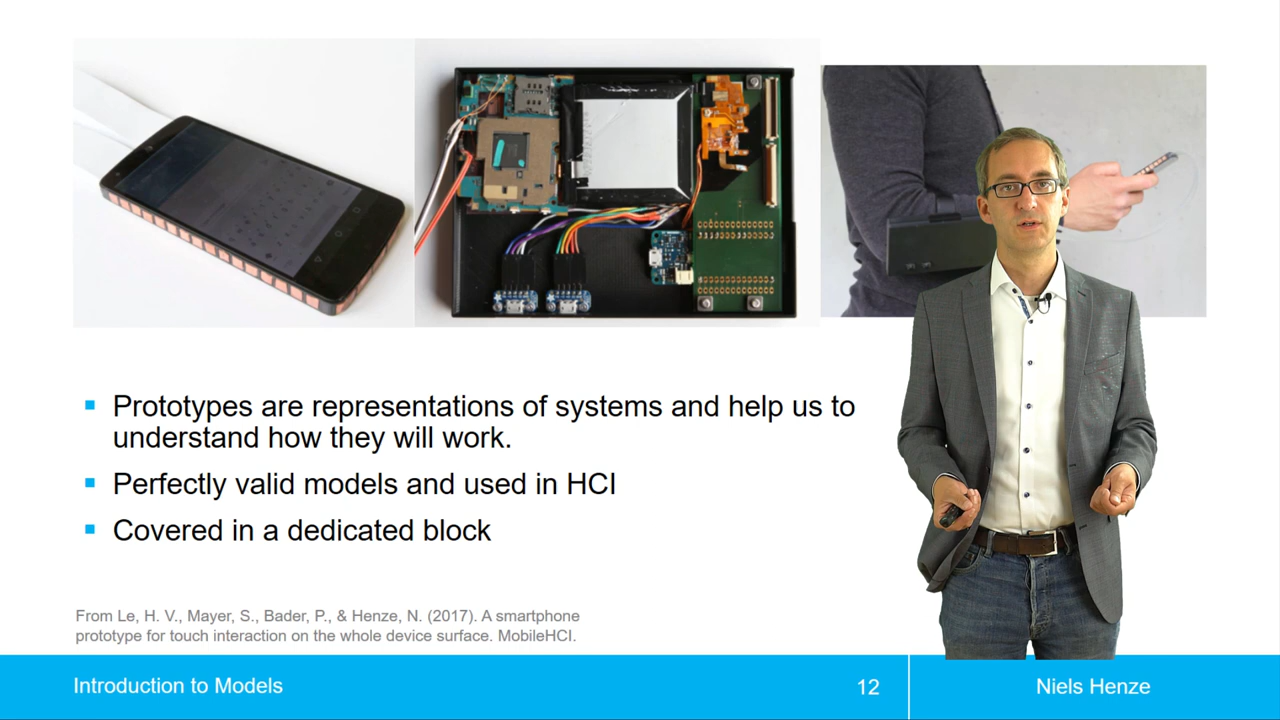 Prototypes are representations of systems and help us to
understand how they will work.
Perfectly valid models and used in HCI
Covered in a dedicated block
From Le, H. V., Mayer, S., Bader, P., & Henze, N. (2017). A smartphone
prototype for touch interaction on the whole device surface. MobileHCI.
Introduction to Models
12
Niels Henze